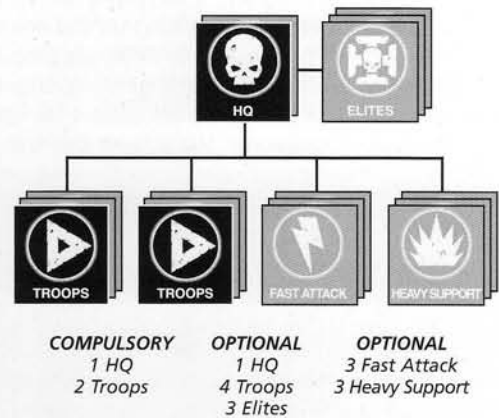 HQ
ELITES
TROOPS
TROOPS
FAST ATTACK
HEAVY SUPPORT
COMPULSORY
1 HQ
2 Troops
OPTIONAL
1 HQ
4 Troops
3 Elites
OPTIONAL
3 Fast Attack
3 Heavy Support